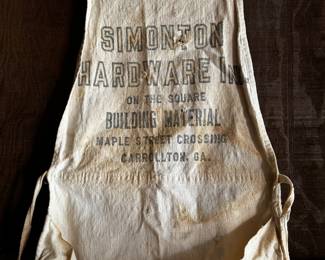 SIMONTON
HARDWARE INC.
ON THE SQUARE
BUILDING MATERIAL
MAPLE STREET CROSSING
CARROLLTON, GA.